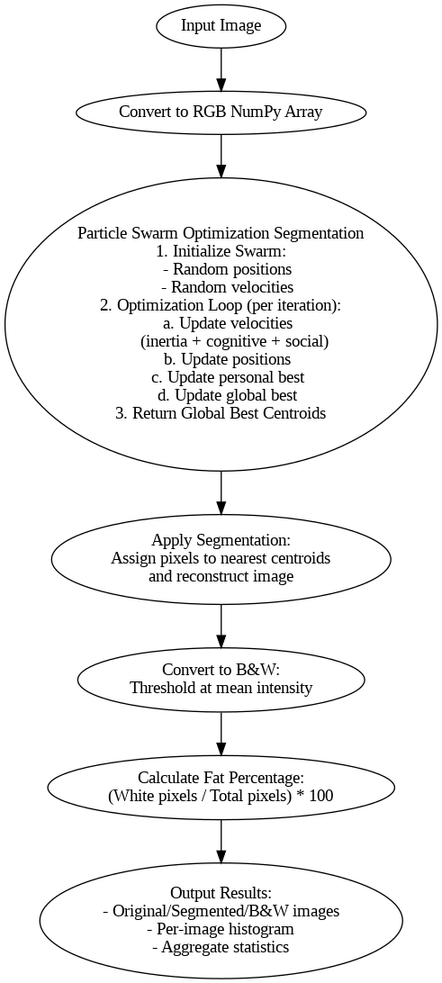 Input Image
Convert to RGB NumPy Array
Particle Swarm Optimization Segmentation
1. Initialize Swarm:
- Random positions
- Random velocities
2. Optimization Loop (per iteration):
a. Update velocities
(inertia + cognitive + social)
b. Update positions
c. Update personal best
d. Update global best
3. Return Global Best Centroids
Apply Segmentation:
Assign pixels to nearest centroids
and reconstruct image
Convert to B&W:
Threshold at mean intensity
Calculate Fat Percentage:
(White pixels / Total pixels) * 100
Output Results:
- Original/Segmented/B&W images
- Per-image histogram
- Aggregate statistics